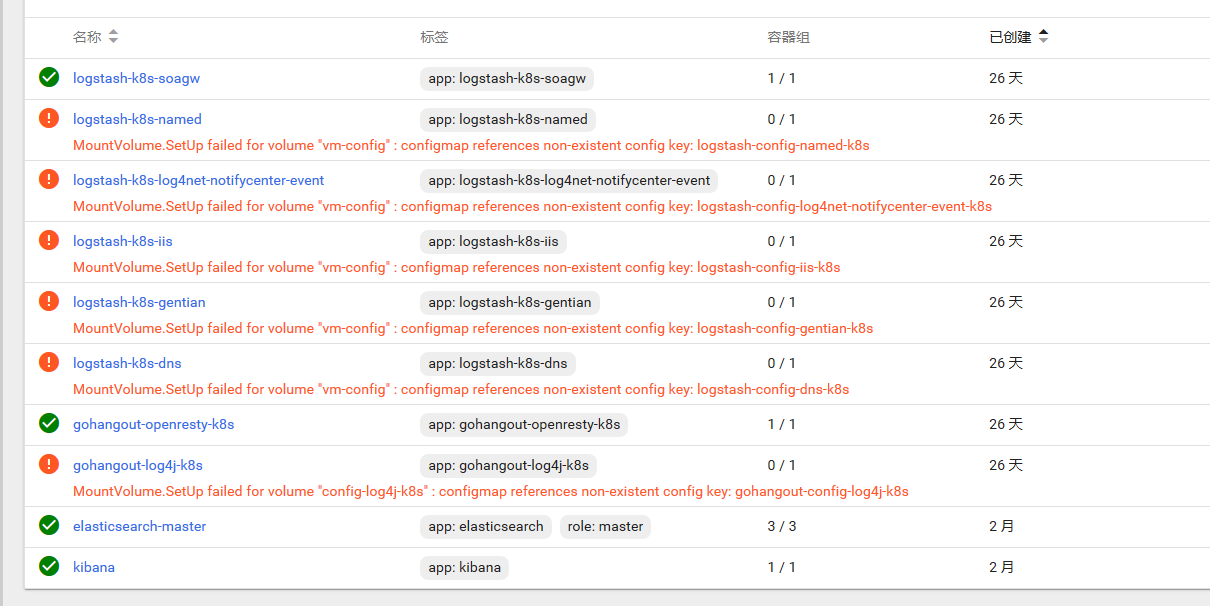 名称 标签 容器组 已创建
logstash-k8s-soagw app: logstash-k8s-soagw 1 / 1 26 天
logstash-k8s-named app: logstash-k8s-named 0 / 1 26 天
MountVolume.SetUp failed for volume "vm-config" : configmap references non-existent config key: logstash-config-named-k8s
logstash-k8s-log4net-notifycenter-event app: logstash-k8s-log4net-notifycenter-event 0 / 1 26 天
MountVolume.SetUp failed for volume "vm-config" : configmap references non-existent config key: logstash-config-log4net-notifycenter-event-k8s
logstash-k8s-iis app: logstash-k8s-iis 0 / 1 26 天
MountVolume.SetUp failed for volume "vm-config" : configmap references non-existent config key: logstash-config-iis-k8s
logstash-k8s-gentian app: logstash-k8s-gentian 0 / 1 26 天
MountVolume.SetUp failed for volume "vm-config" : configmap references non-existent config key: logstash-config-gentian-k8s
logstash-k8s-dns app: logstash-k8s-dns 0 / 1 26 天
MountVolume.SetUp failed for volume "vm-config" : configmap references non-existent config key: logstash-config-dns-k8s
gohangout-openresty-k8s app: gohangout-openresty-k8s 1 / 1 26 天
gohangout-log4j-k8s app: gohangout-log4j-k8s 0 / 1 26 天
MountVolume.SetUp failed for volume "config-log4j-k8s" : configmap references non-existent config key: gohangout-config-log4j-k8s
elasticsearch-master app: elasticsearch role: master 3 / 3 2 月
kibana app: kibana 1 / 1 2 月